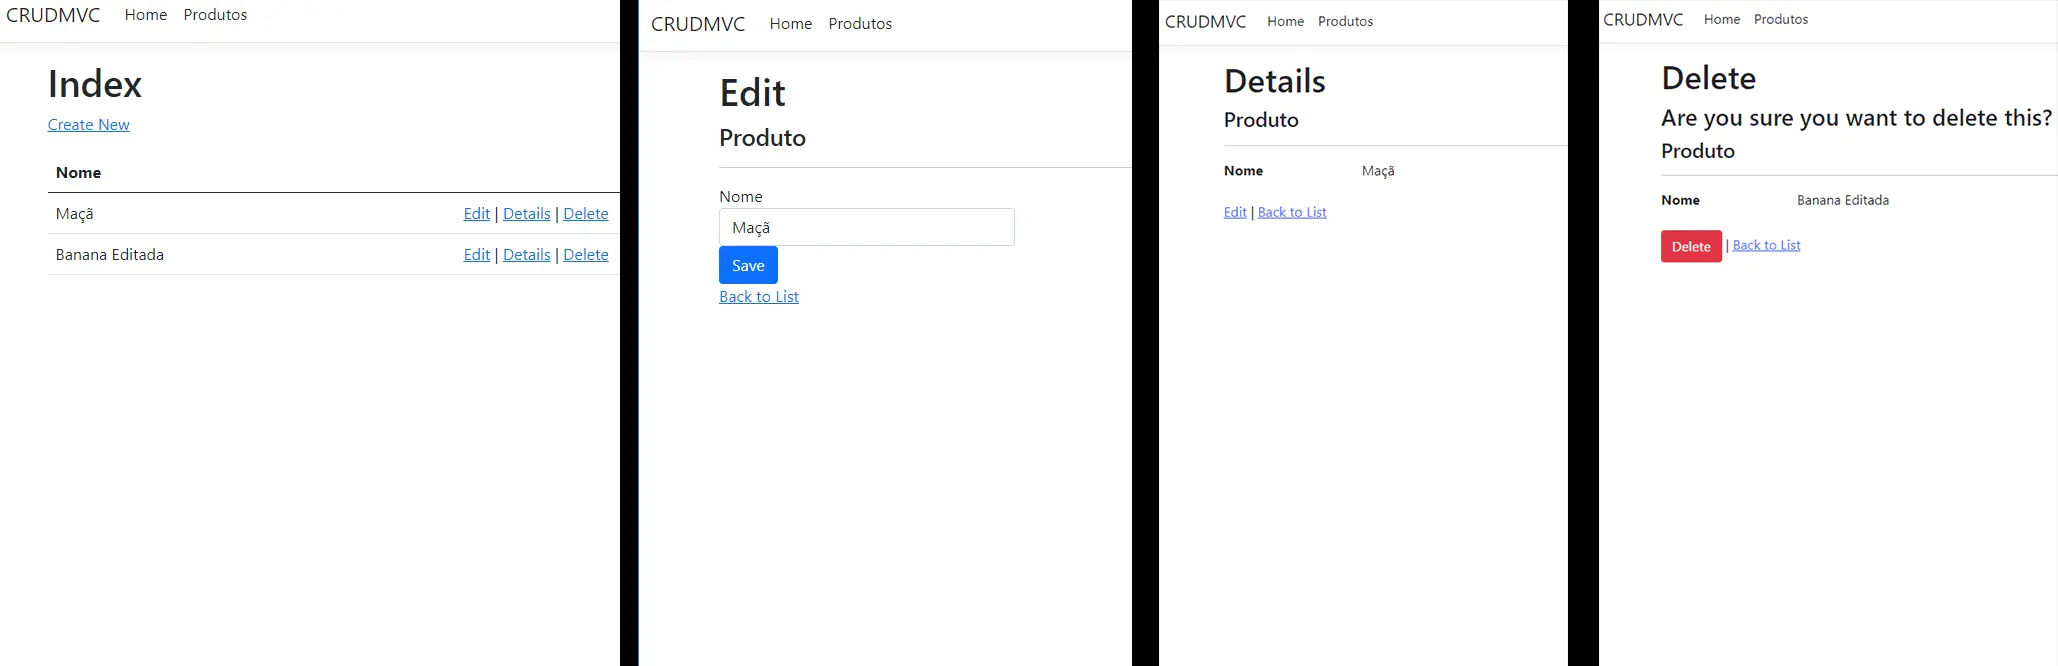 CRUDMVC Home Produtos
Index
Create New
Nome
Maçã Edit | Details | Delete
Banana Editada Edit | Details | Delete
CRUDMVC Home Produtos
Edit
Produto
Nome
Maçã
Save
Back to List
CRUDMVC Home Produtos
Details
Produto
Nome Maçã
Edit | Back to List
CRUDMVC Home Produtos
Delete
Are you sure you want to delete this?
Produto
Nome Banana Editada
Delete | Back to List